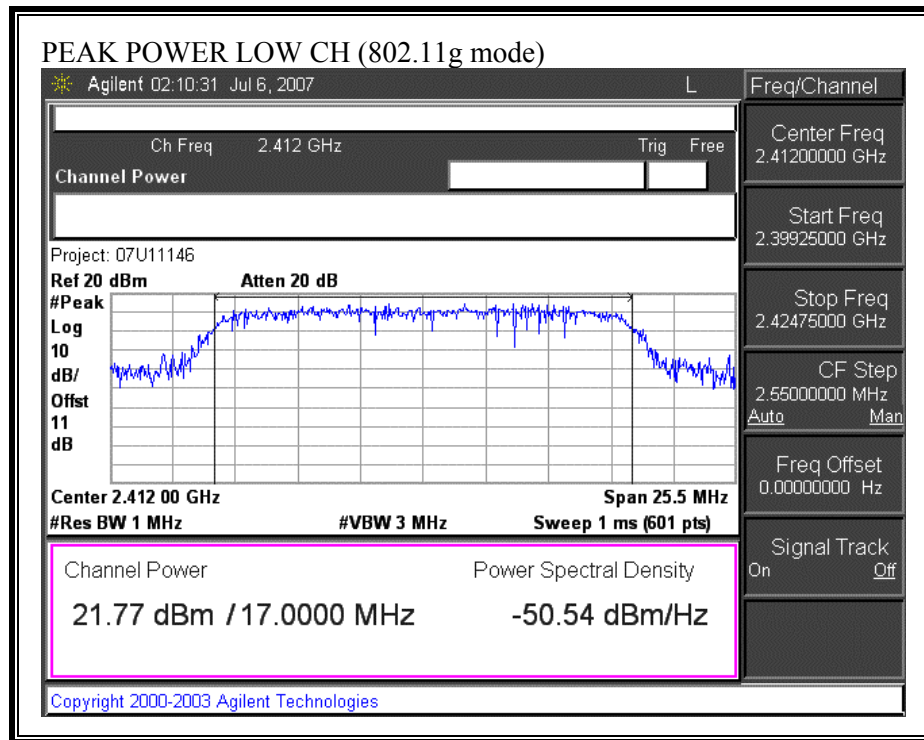 PEAK POWER LOW CH (802.11g mode)
Agilent 02:10:31 Jul 6, 2007 L Freq/Channel
Ch Freq 2.412 GHz Trig Free
Channel Power
Center Freq
2.41200000 GHz
Start Freq
2.39925000 GHz
Stop Freq
2.42475000 GHz
CF Step
2.55000000 MHz
Auto Man
Freq Offset
0.00000000 Hz
Signal Track
On Off
Project: 07U11146
Ref 20 dBm Atten 20 dB
#Peak
Log
10
dB/
Offst
11
dB
Center 2.412 00 GHz Span 25.5 MHz
#Res BW 1 MHz #VBW 3 MHz Sweep 1 ms (601 pts)
Channel Power Power Spectral Density
21.77 dBm / 17.0000 MHz -50.54 dBm/Hz
Copyright 2000-2003 Agilent Technologies